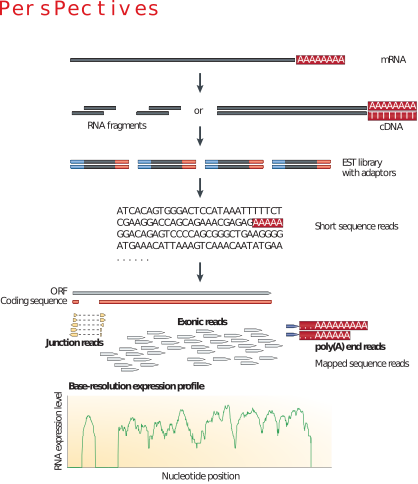 PersPectives
AAAAAAAA mRNA
AAAAAAAA
or
TTTTTTTT
RNA fragments cDNA
EST library
with adaptors
ATCACAGTGGGACTCCATAAATTTTTCT
CGAAGGACCAGCAGAAACGAGAGAAAAA
GGACAGAGTCCCCAGCGGGCTGAAGGGG
ATGAAACATTAAAGTCAAACAATATGAA
. . . . . .
Short sequence reads
ORF
Coding sequence
Exonic reads
. . . AAAAAAAAA
. . . AAAAAA
Junction reads
poly(A) end reads
Mapped sequence reads
Base-resolution expression profile
RNA expression level
Nucleotide position